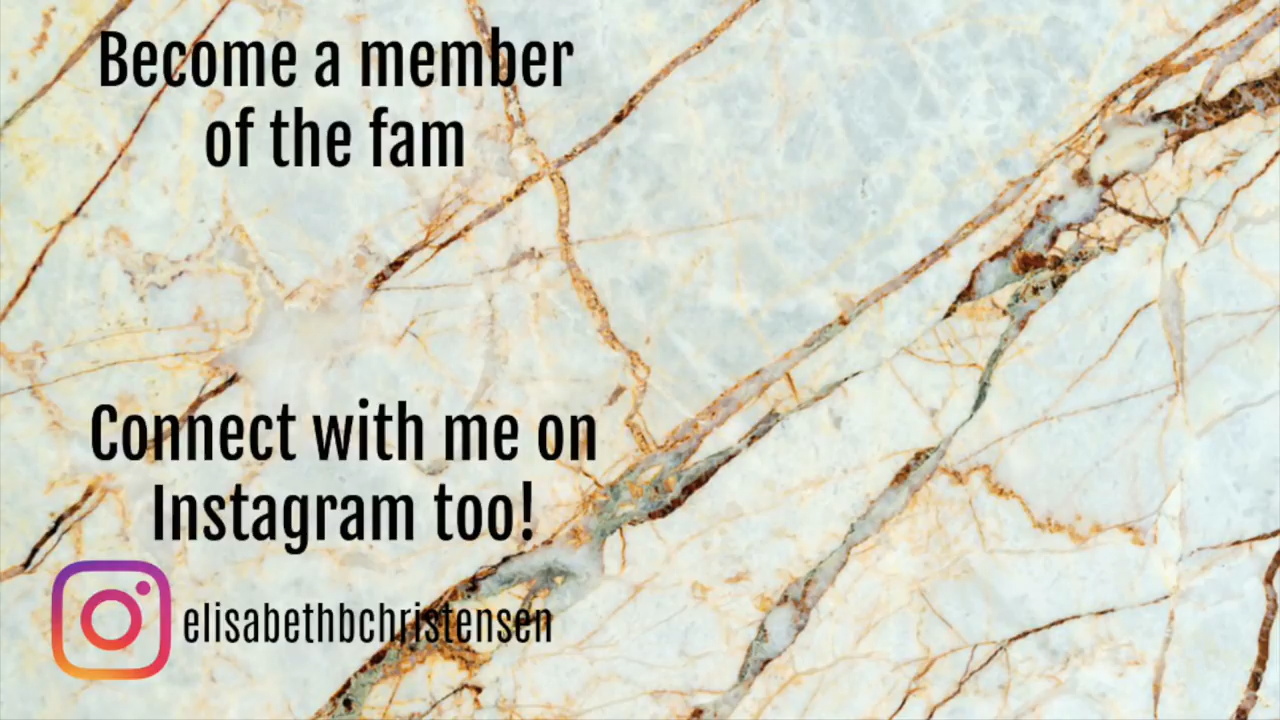 Become a member
of the fam
Connect with me on
Instagram too!
elisabethbchristensen